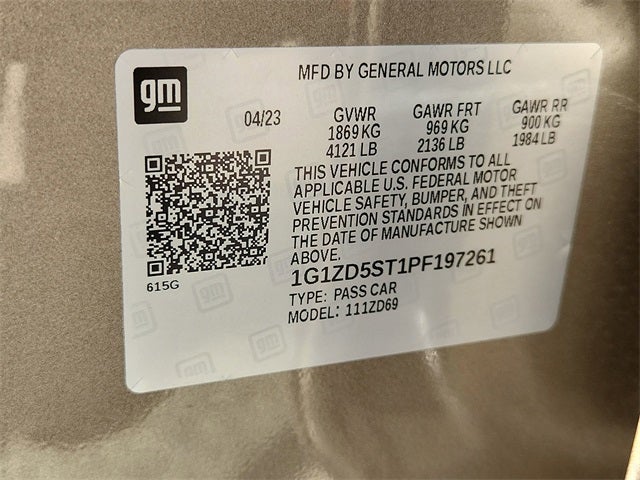 gm
MFD BY GENERAL MOTORS LLC
04/23 GVWR GAWR FRT GAWR RR
1869 KG 969 KG 900 KG
4121 LB 2136 LB 1984 LB
THIS VEHICLE CONFORMS TO ALL
APPLICABLE U.S. FEDERAL MOTOR
VEHICLE SAFETY, BUMPER, AND THEFT
PREVENTION STANDARDS IN EFFECT ON
THE DATE OF MANUFACTURE SHOWN
ABOVE.
615G
1G1ZD5ST1PF197261
TYPE: PASS CAR
MODEL: 111ZD69